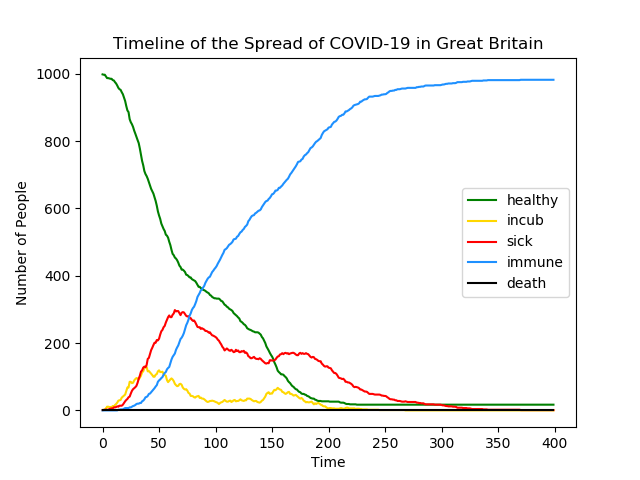 Timeline of the Spread of COVID-19 in Great Britain
Number of People
1000
800
600
400
200
0
healthy
incub
sick
immune
death
0 50 100 150 200 250 300 350 400
Time